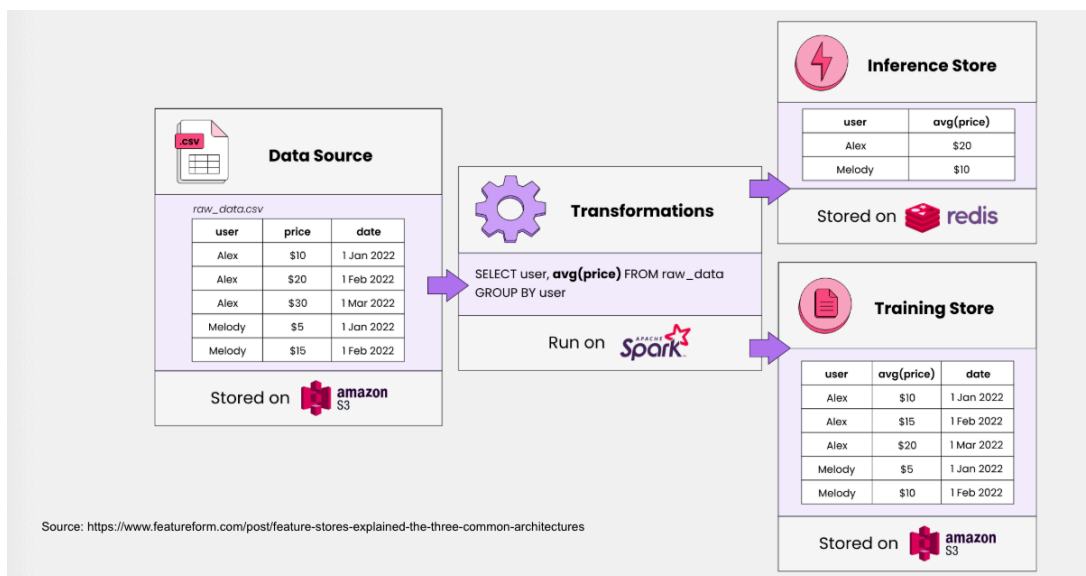 .csv
Data Source
raw_data.csv
user price date
Alex $10 1 Jan 2022
Alex $20 1 Feb 2022
Alex $30 1 Mar 2022
Melody $5 1 Jan 2022
Melody $15 1 Feb 2022
Stored on amazon S3
Transformations
SELECT user, avg(price) FROM raw_data
GROUP BY user
Run on APACHE Spark
Inference Store
user avg(price)
Alex $20
Melody $10
Stored on redis
Training Store
user avg(price) date
Alex $10 1 Jan 2022
Alex $15 1 Feb 2022
Alex $20 1 Mar 2022
Melody $5 1 Jan 2022
Melody $10 1 Feb 2022
Stored on amazon S3
Source: https://www.featureform.com/post/feature-stores-explained-the-three-common-architectures